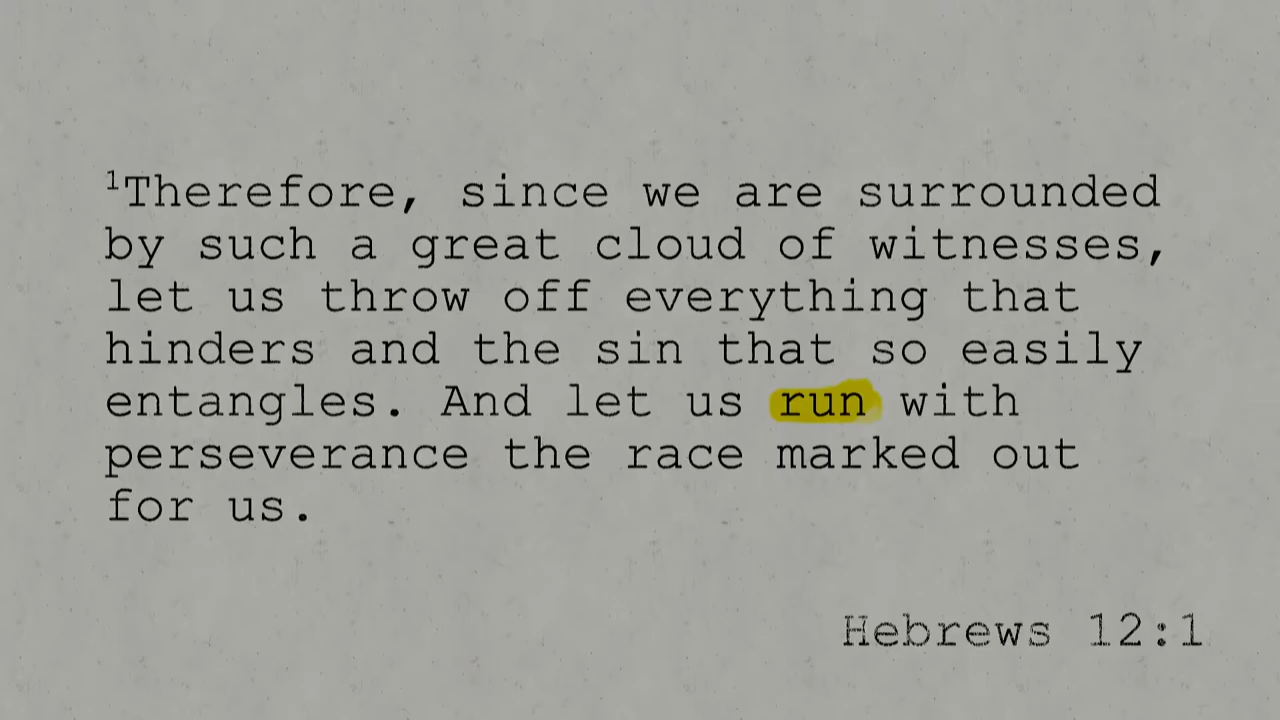 ¹Therefore, since we are surrounded
by such a great cloud of witnesses,
let us throw off everything that
hinders and the sin that so easily
entangles. And let us run with
perseverance the race marked out
for us.
Hebrews 12:1